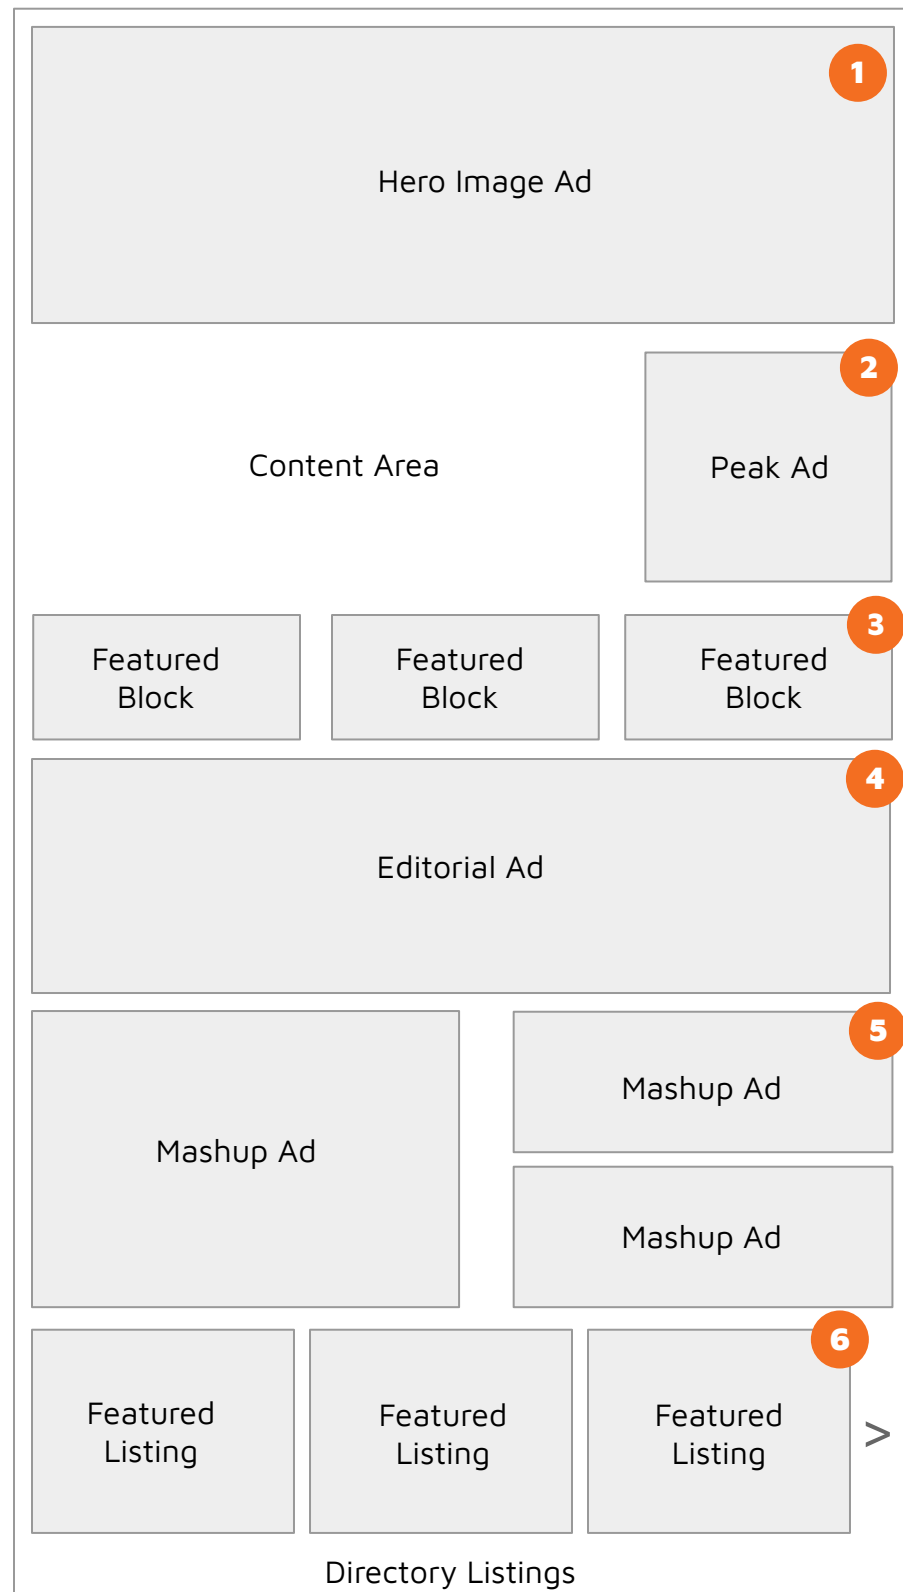 1
Hero Image Ad
2
Content Area
Peak Ad
3
Featured
Block
Featured
Block
Featured
Block
4
Editorial Ad
5
Mashup Ad
Mashup Ad
Mashup Ad
6
Featured
Listing
Featured
Listing
Featured
Listing
>
Directory Listings